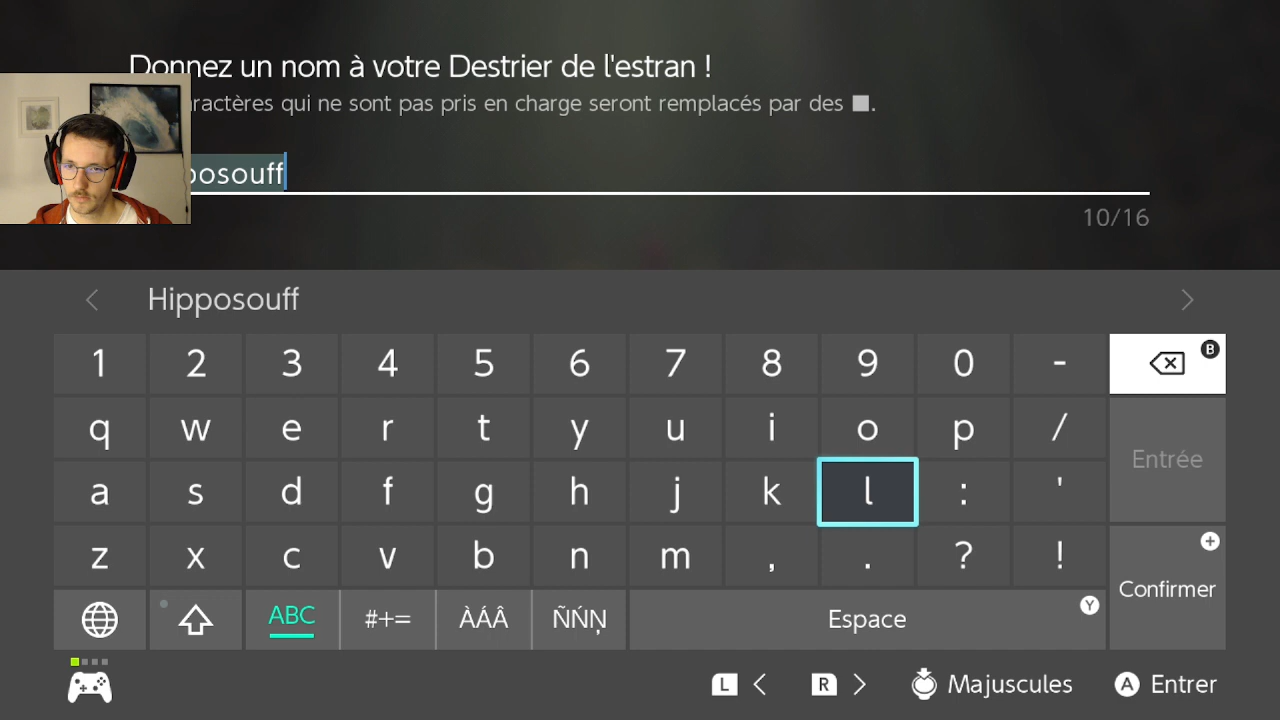 Donnez un nom à votre Destrier de l'estran !
aractères qui ne sont pas pris en charge seront remplacés par des ■.
posouff
10/16
Hipposouff
1 2 3 4 5 6 7 8 9 0 -
B
q w e r t y u i o p /
Entrée
a s d f g h j k l : '
z x c v b n m , . ? !
+
Confirmer
ABC #+= ÀÁÂ ÑŃŅ Espace Y
L < R > Majuscules A Entrer